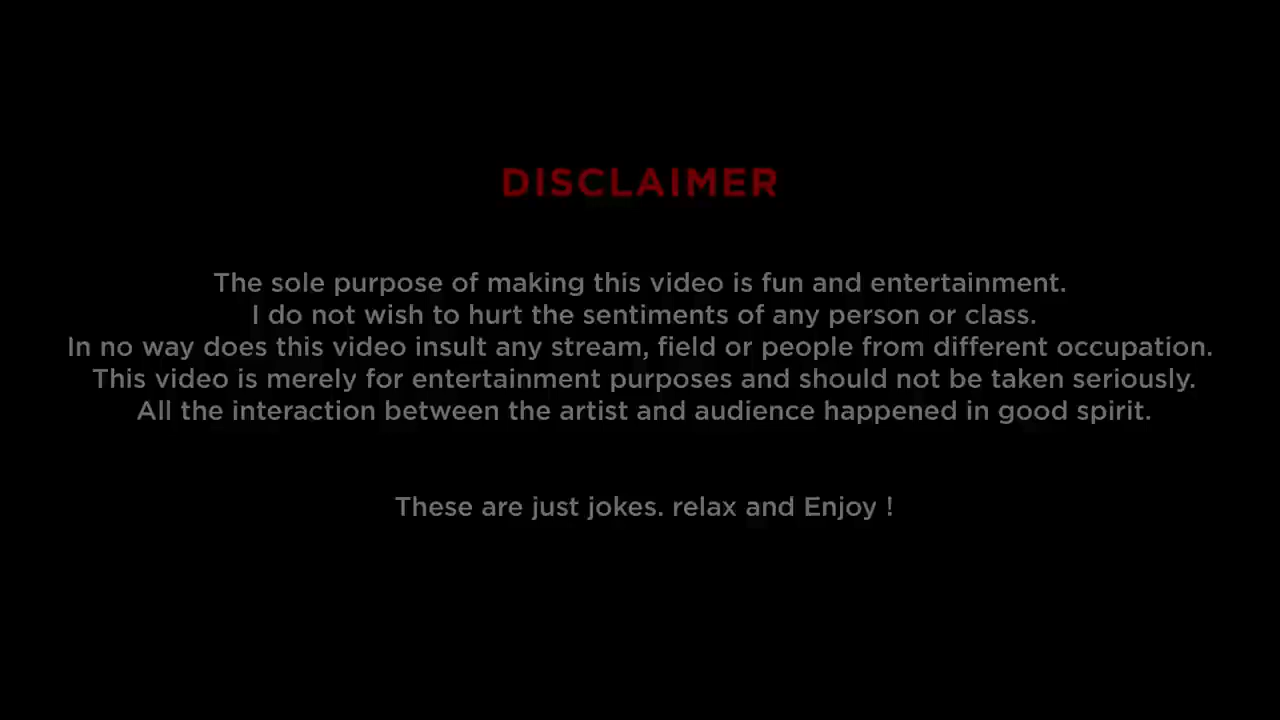 DISCLAIMER
The sole purpose of making this video is fun and entertainment.
I do not wish to hurt the sentiments of any person or class.
In no way does this video insult any stream, field or people from different occupation.
This video is merely for entertainment purposes and should not be taken seriously.
All the interaction between the artist and audience happened in good spirit.
These are just jokes. relax and Enjoy !